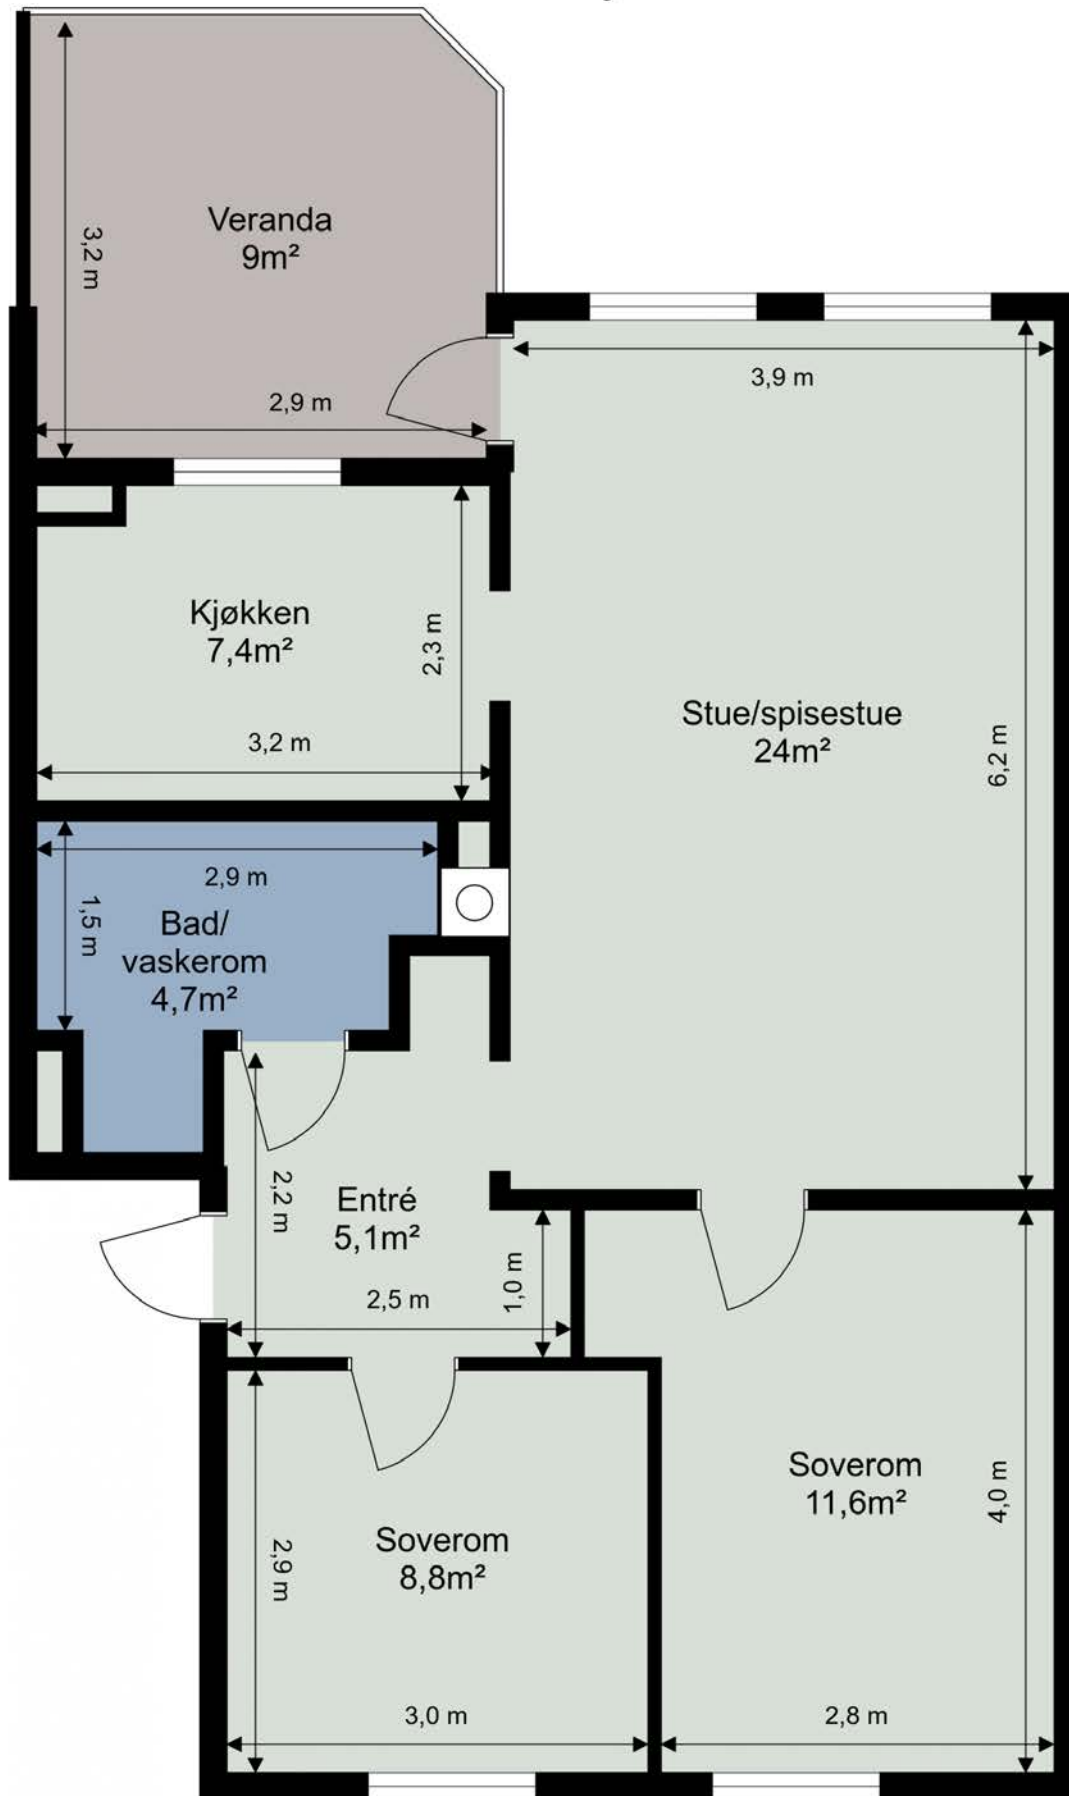 Veranda
9m²
3,2 m
2,9 m
3,9 m
Kjøkken
7,4m²
2,3 m
3,2 m
Stue/spisestue
24m²
6,2 m
2,9 m
1,5 m
Bad/
vaskerom
4,7m²
2,2 m
Entré
5,1m²
2,5 m
1,0 m
Soverom
11,6m²
4,0 m
2,8 m
Soverom
8,8m²
2,9 m
3,0 m